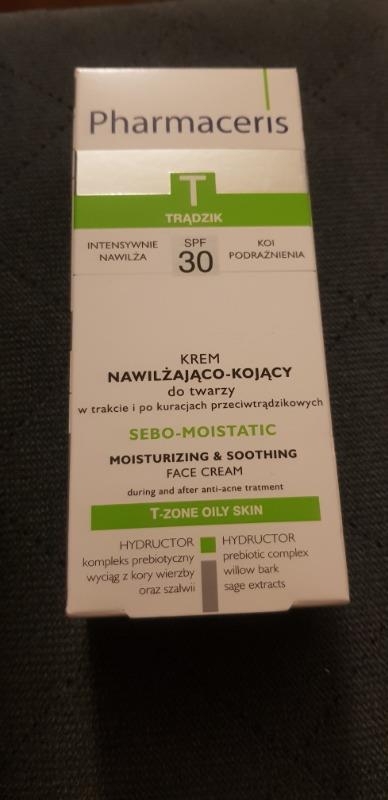 Pharmaceris
T
TRĄDZIK
INTENSYWNIE
NAWILŻA
SPF
30
KOI
PODRAŻNIENIA
KREM
NAWILŻAJĄCO-KOJĄCY
do twarzy
w trakcie i po kuracjach przeciwtrądzikowych
SEBO-MOISTATIC
MOISTURIZING & SOOTHING
FACE CREAM
during and after anti-acne tratment
T-ZONE OILY SKIN
HYDRUCTOR
kompleks prebiotyczny
wyciąg z kory wierzby
oraz szałwii
HYDRUCTOR
prebiotic complex
willow bark
sage extracts